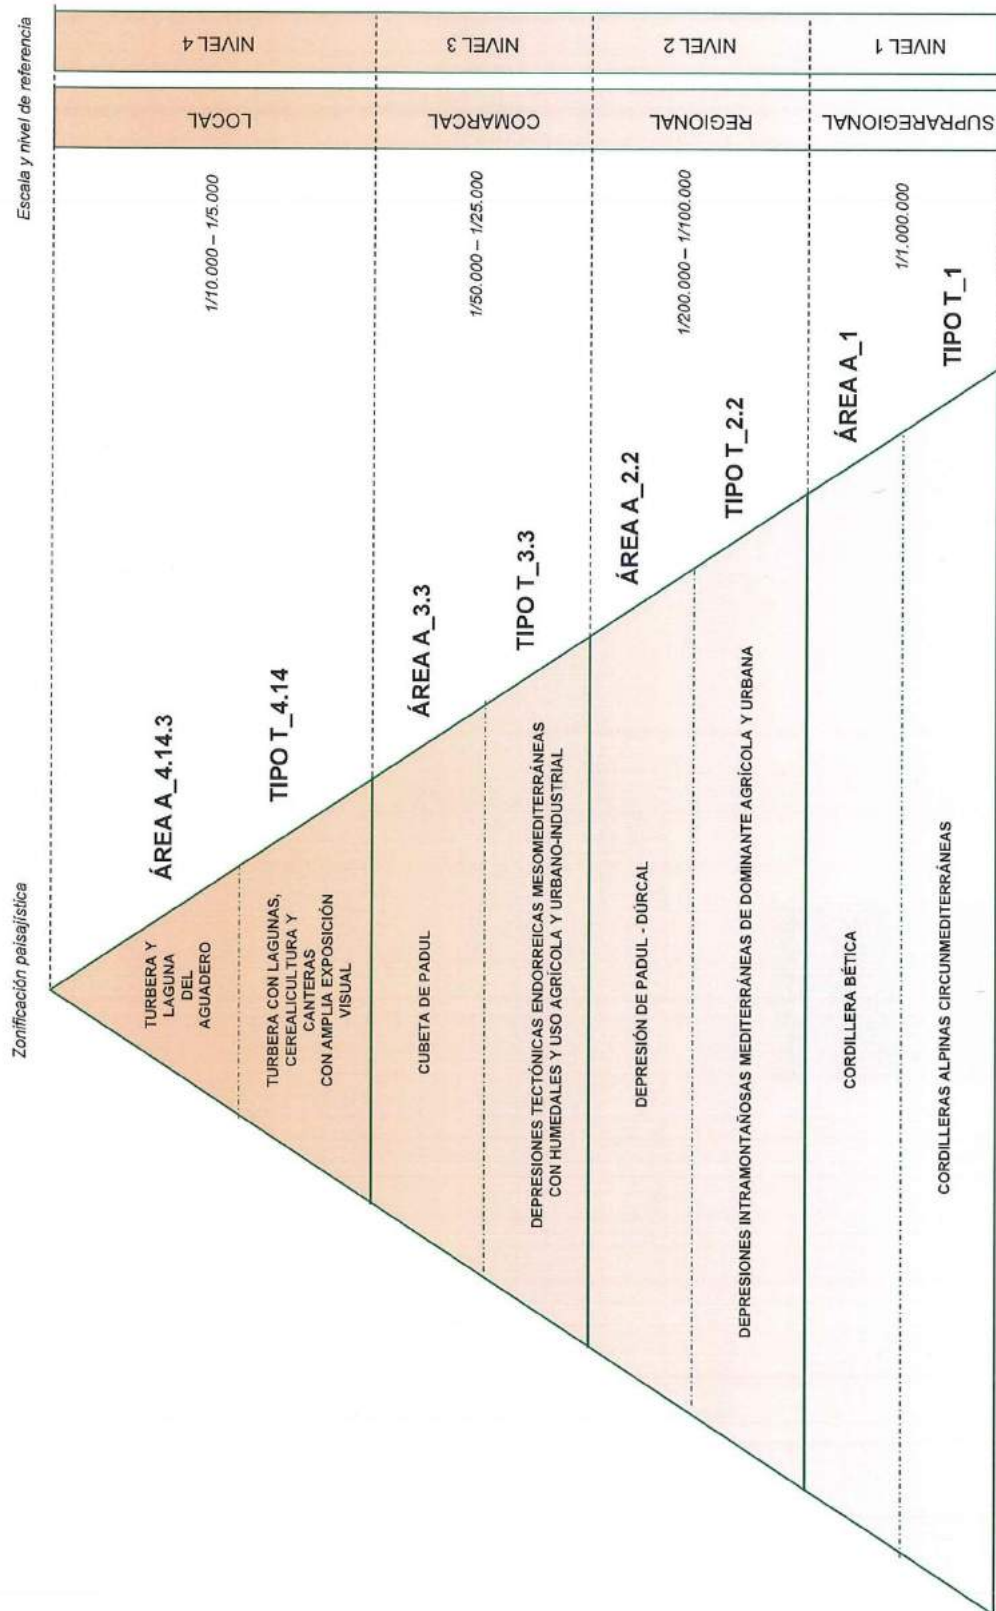 Zonificación paisajística
Escala y nivel de referencia
TURBERA Y
LAGUNA
DEL
AGUADERO
ÁREA A_4.14.3
TURBERA CON LAGUNAS,
CEREALICULTURA Y
CANTERAS
CON AMPLIA EXPOSICIÓN
VISUAL
TIPO T_4.14
1/10.000 – 1/5.000
LOCAL
NIVEL 4
CUBETA DE PADUL
ÁREA A_3.3
DEPRESIONES TECTÓNICAS ENDORREICAS MESOMEDITERRÁNEAS
CON HUMEDALES Y USO AGRÍCOLA Y URBANO-INDUSTRIAL
TIPO T_3.3
1/50.000 – 1/25.000
COMARCAL
NIVEL 3
DEPRESIÓN DE PADUL - DÚRCAL
ÁREA A_2.2
DEPRESIONES INTRAMONTAÑOSAS MEDITERRÁNEAS DE DOMINANTE AGRÍCOLA Y URBANA
TIPO T_2.2
1/200.000 – 1/100.000
REGIONAL
NIVEL 2
CORDILLERA BÉTICA
ÁREA A_1
CORDILLERAS ALPINAS CIRCUNMEDITERRÁNEAS
TIPO T_1
1/1.000.000
SUPRAREGIONAL
NIVEL 1